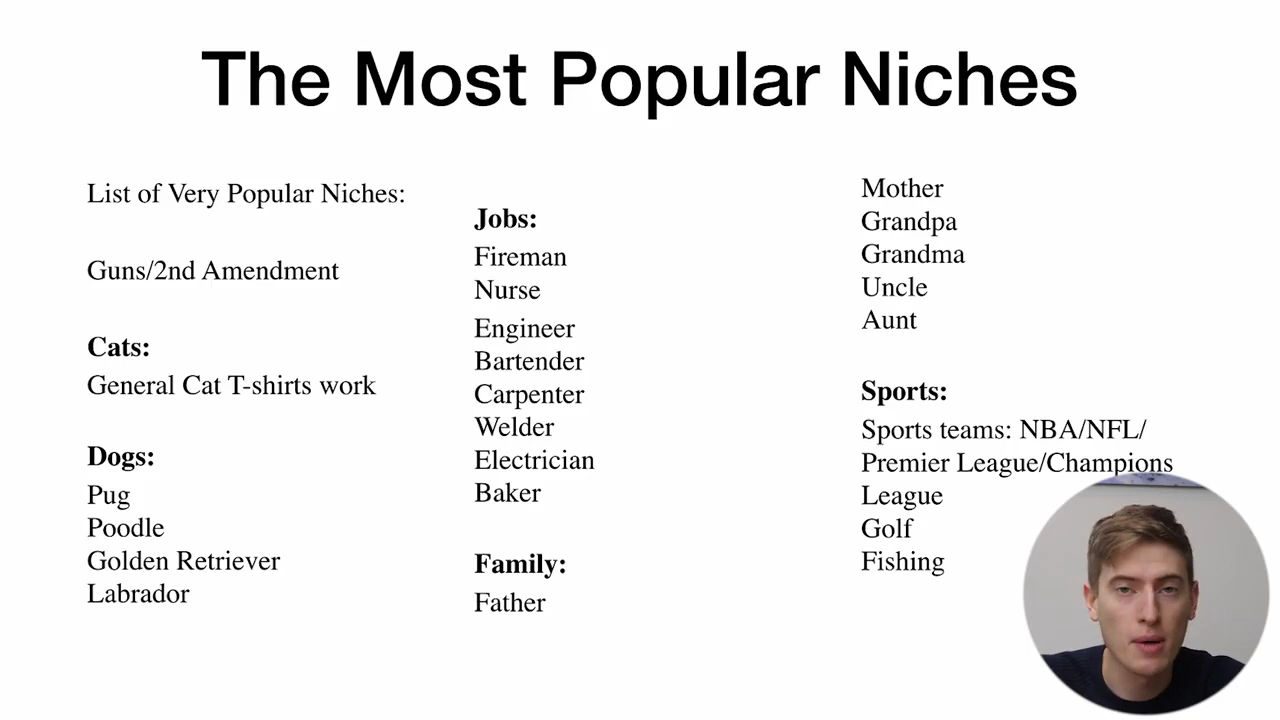 The Most Popular Niches
List of Very Popular Niches:
Guns/2nd Amendment
Cats:
General Cat T-shirts work
Dogs:
Pug
Poodle
Golden Retriever
Labrador
Jobs:
Fireman
Nurse
Engineer
Bartender
Carpenter
Welder
Electrician
Baker
Family:
Father
Mother
Grandpa
Grandma
Uncle
Aunt
Sports:
Sports teams: NBA/NFL/
Premier League/Champions
League
Golf
Fishing